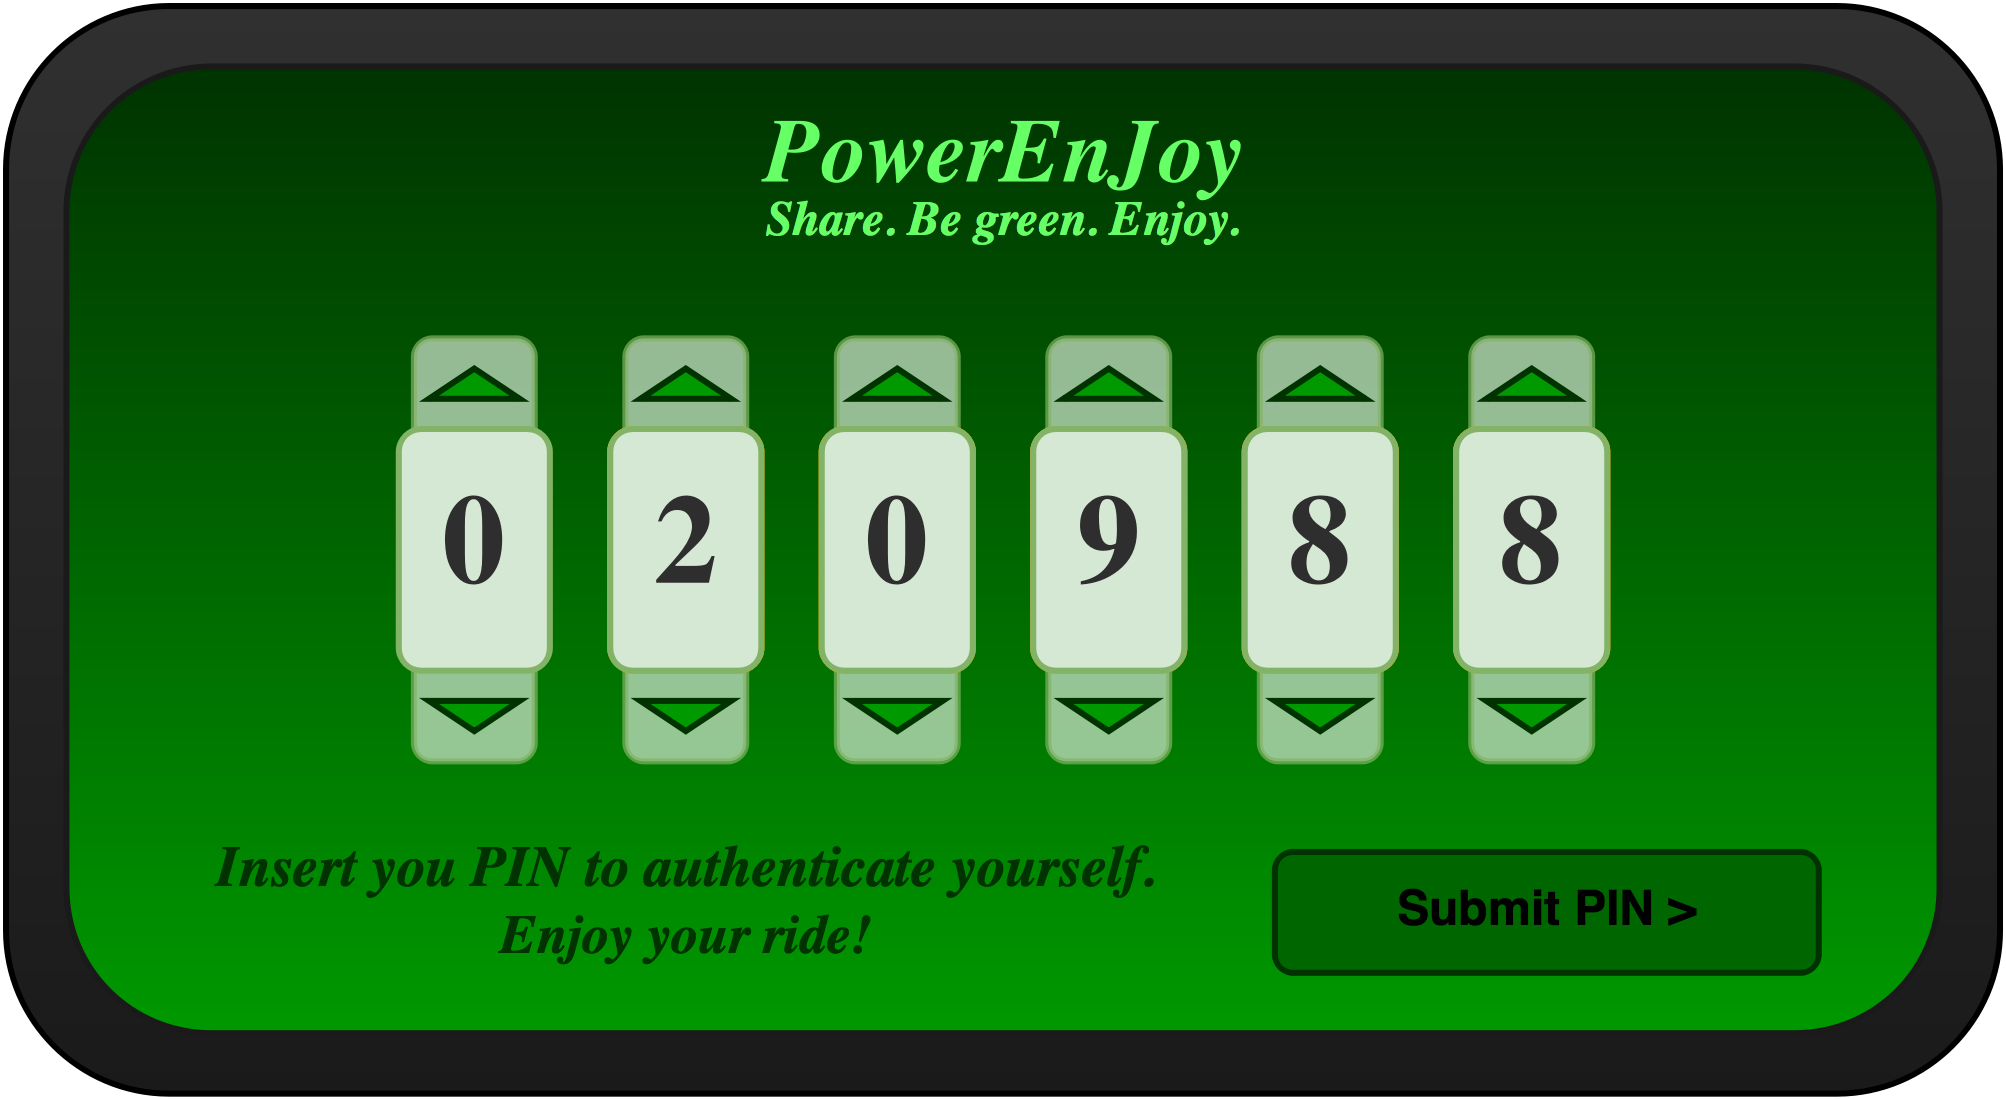 PowerEnJoy
Share. Be green. Enjoy.
0 2 0 9 8 8
Insert you PIN to authenticate yourself.
Enjoy your ride!
Submit PIN >